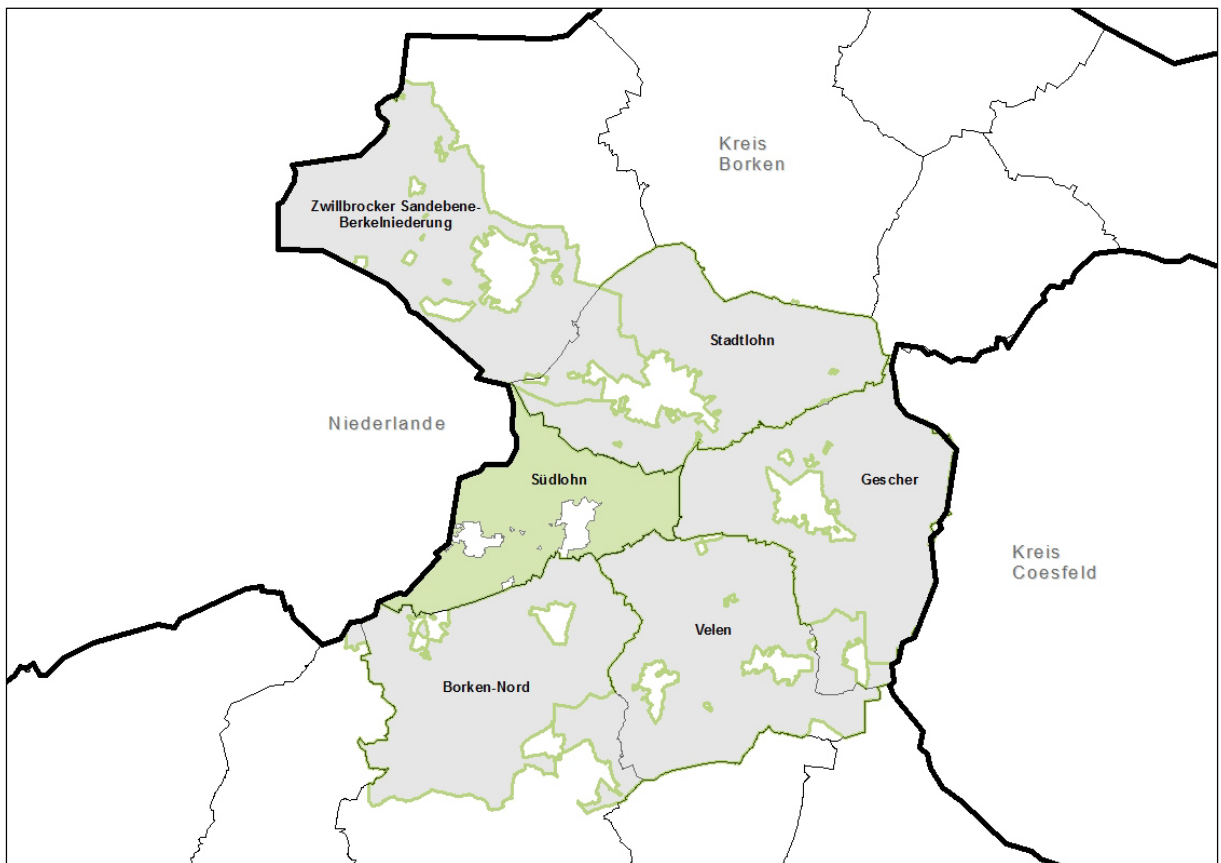 Kreis
Borken
Zwillbrocker Sandebene-
Berkelniederung
Stadtlohn
Niederlande
Südlohn
Gescher
Kreis
Coesfeld
Velen
Borken-Nord